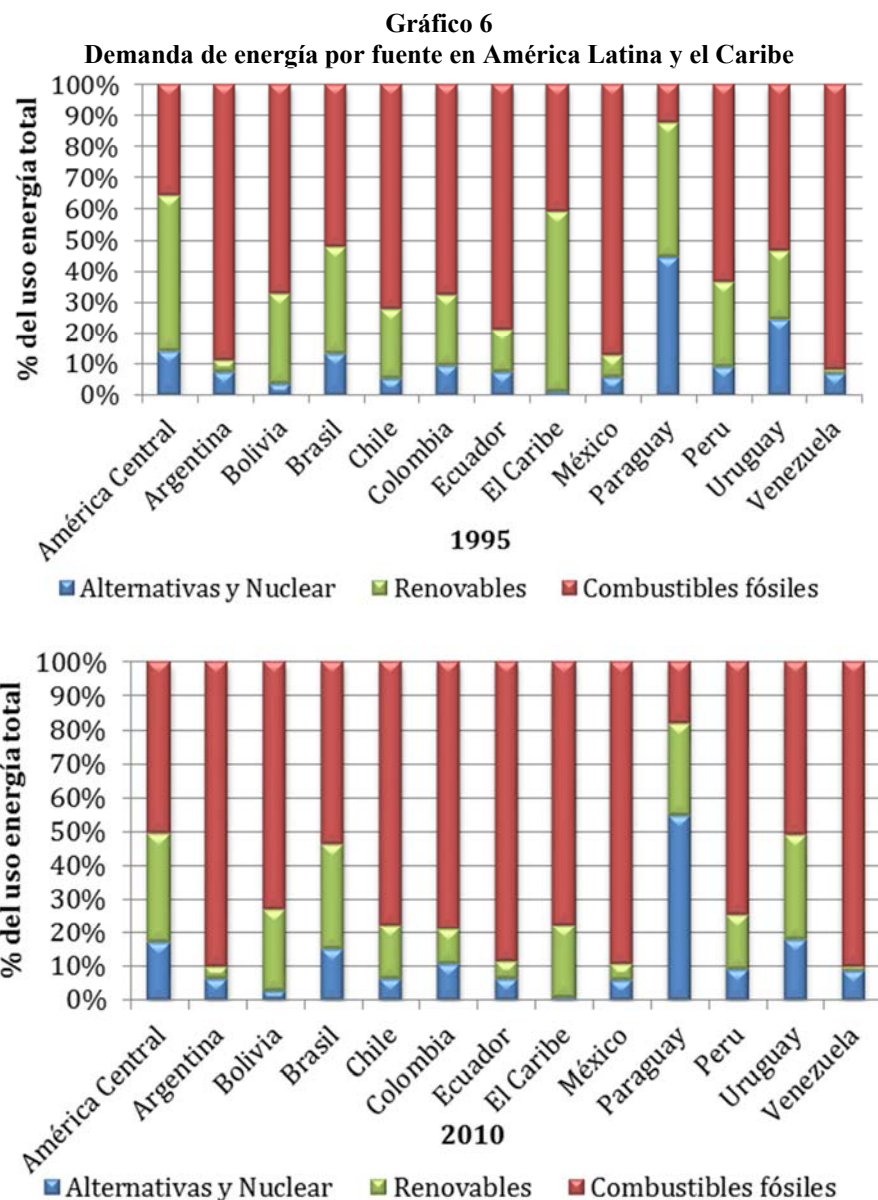 Gráfico 6
Demanda de energía por fuente en América Latina y el Caribe
% del uso energía total
100%
90%
80%
70%
60%
50%
40%
30%
20%
10%
0%
América Central
Argentina
Bolivia
Brasil
Chile
Colombia
Ecuador
El Caribe
México
Paraguay
Peru
Uruguay
Venezuela
1995
Alternativas y Nuclear Renovables Combustibles fósiles
% del uso energía total
100%
90%
80%
70%
60%
50%
40%
30%
20%
10%
0%
América Central
Argentina
Bolivia
Brasil
Chile
Colombia
Ecuador
El Caribe
México
Paraguay
Peru
Uruguay
Venezuela
2010
Alternativas y Nuclear Renovables Combustibles fósiles